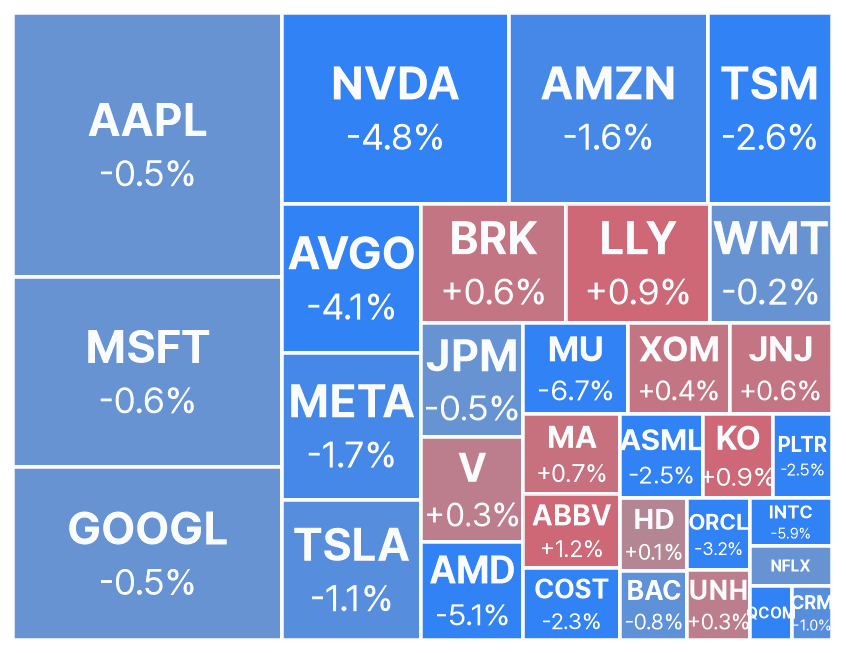 AAPL
-0.5%
MSFT
-0.6%
GOOGL
-0.5%
NVDA
-4.8%
AMZN
-1.6%
TSM
-2.6%
AVGO
-4.1%
META
-1.7%
TSLA
-1.1%
BRK
+0.6%
LLY
+0.9%
WMT
-0.2%
JPM
-0.5%
V
+0.3%
AMD
-5.1%
MU
-6.7%
XOM
+0.4%
JNJ
+0.6%
MA
+0.7%
ASML
-2.5%
KO
+0.9%
PLTR
-2.5%
ABBV
+1.2%
COST
-2.3%
HD
+0.1%
ORCL
-3.2%
BAC
-0.8%
UNH
+0.3%
INTC
-5.9%
NFLX
QCOM
CRM
-1.0%